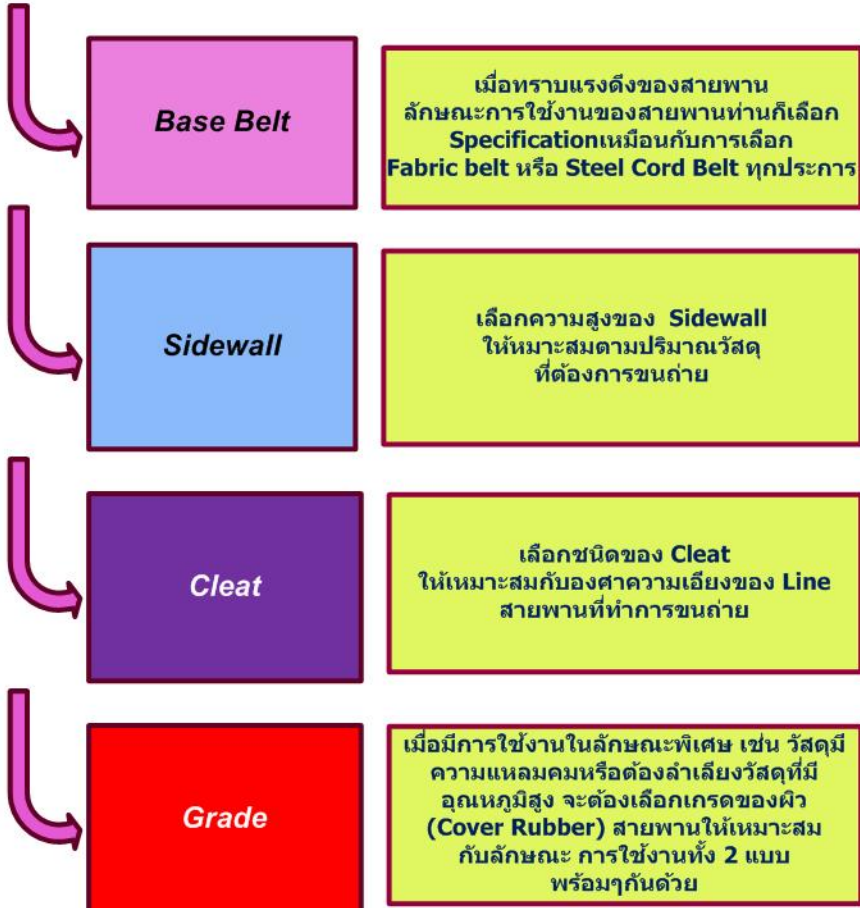 Base Belt
เมื่อทราบแรงดึงของสายพาน
ลักษณะการใช้งานของสายพานท่านก็เลือก
Specificationเหมือนกับการเลือก
Fabric belt หรือ Steel Cord Belt ทุกประการ
Sidewall
เลือกความสูงของ Sidewall
ให้หมาะสมตามปริมาณวัสดุ
ที่ต้องการขนถ่าย
Cleat
เลือกชนิดของ Cleat
ให้เหมาะสมกับองศาความเอียงของ Line
สายพานที่ทำการขนถ่าย
Grade
เมื่อมีการใช้งานในลักษณะพิเศษ เช่น วัสดุมี
ความแหลมคมหรือต้องลำเลียงวัสดุที่มี
อุณหภูมิสูง จะต้องเลือกเกรดของผิว
(Cover Rubber) สายพานให้เหมาะสม
กับลักษณะ การใช้งานทั้ง 2 แบบ
พร้อมๆกันด้วย